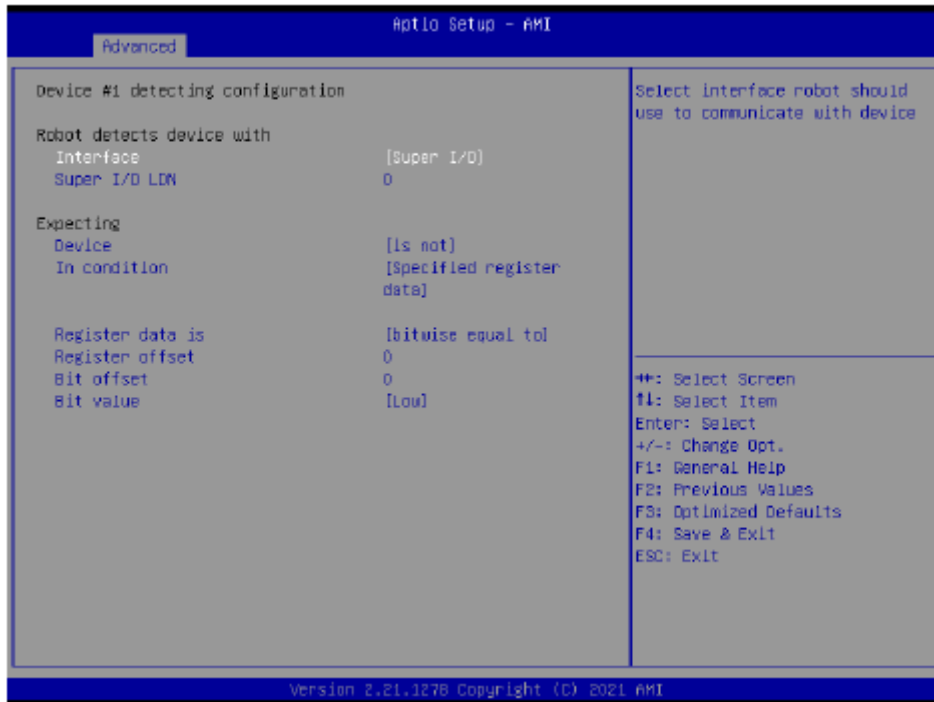 Aptio Setup - AMI
Advanced
Device #1 detecting configuration
Robot detects device with
Interface [Super I/O]
Super I/O LDN 0
Expecting
Device [is not]
In condition [Specified register
data]
Register data is [bitwise equal to]
Register offset 0
Bit offset 0
Bit value [Low]
Select interface robot should
use to communicate with device
→←: Select Screen
↑↓: Select Item
Enter: Select
+/-: Change Opt.
F1: General Help
F2: Previous Values
F3: Optimized Defaults
F4: Save & Exit
ESC: Exit
Version 2.21.1278 Copyright (C) 2021 AMI